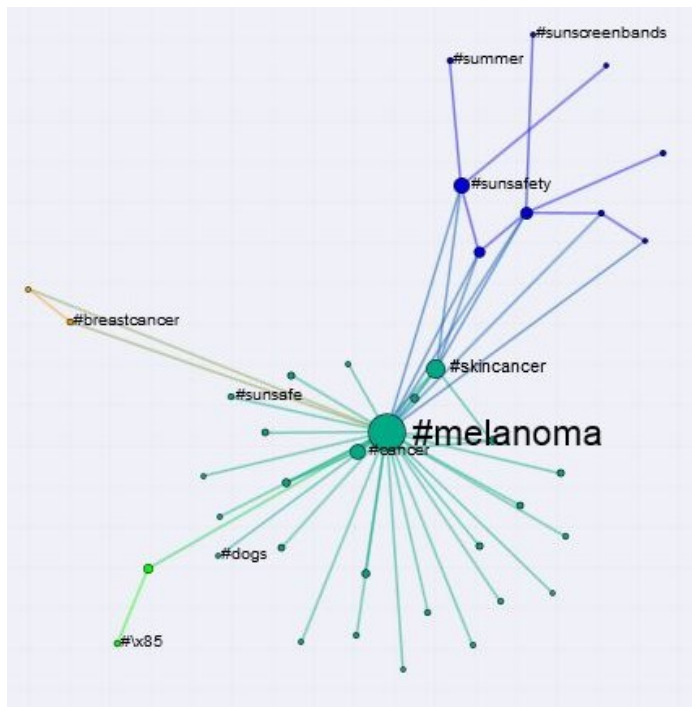 #sunscreenbands
#summer
#sunsafety
#breastcancer
#skincancer
#sunsafe
#melanoma
#cancer
#dogs
#\x85